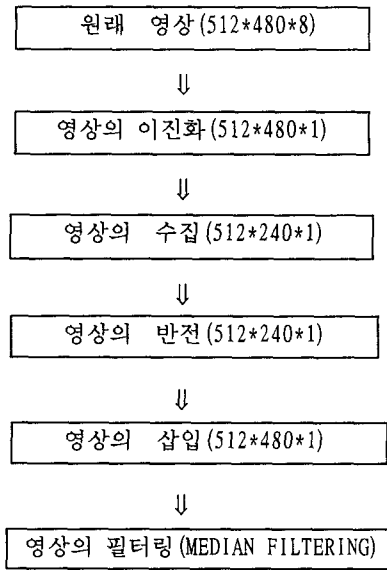 원래 영상(512*480*8)
⇓
영상의 이진화(512*480*1)
⇓
영상의 수집(512*240*1)
⇓
영상의 반전(512*240*1)
⇓
영상의 삽입(512*480*1)
⇓
영상의 필터링(MEDIAN FILTERING)